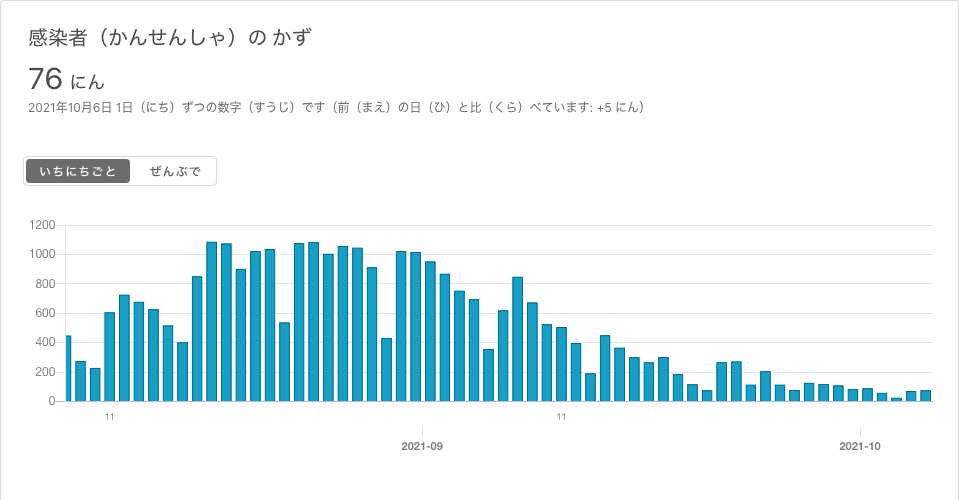 感染者（かんせんしゃ）の かず
76 にん
2021年10月6日 1日（にち）ずつの数字（すうじ）です（前（まえ）の日（ひ）と比（くら）べています: +5 にん）
いちにちごと
ぜんぶで
1200
1000
800
600
400
200
0
11
11
2021-09
2021-10